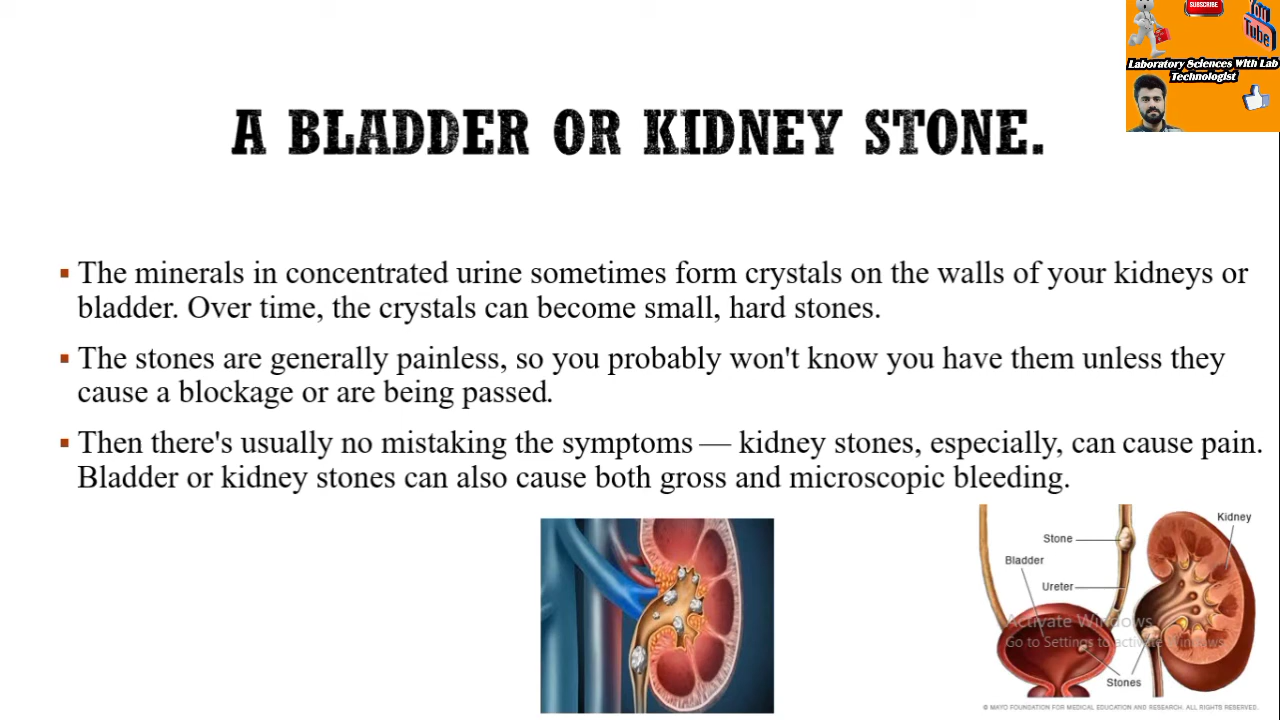 SUBSCRIBE
You
Tube
Laboratory Sciences With Lab
Technologist
A BLADDER OR KIDNEY STONE.
▪ The minerals in concentrated urine sometimes form crystals on the walls of your kidneys or
bladder. Over time, the crystals can become small, hard stones.
▪ The stones are generally painless, so you probably won't know you have them unless they
cause a blockage or are being passed.
▪ Then there's usually no mistaking the symptoms — kidney stones, especially, can cause pain.
Bladder or kidney stones can also cause both gross and microscopic bleeding.
Kidney
Stone
Bladder
Ureter
Activate Windows
Go to Settings to activate Windows.
Stones
© MAYO FOUNDATION FOR MEDICAL EDUCATION AND RESEARCH. ALL RIGHTS RESERVED.